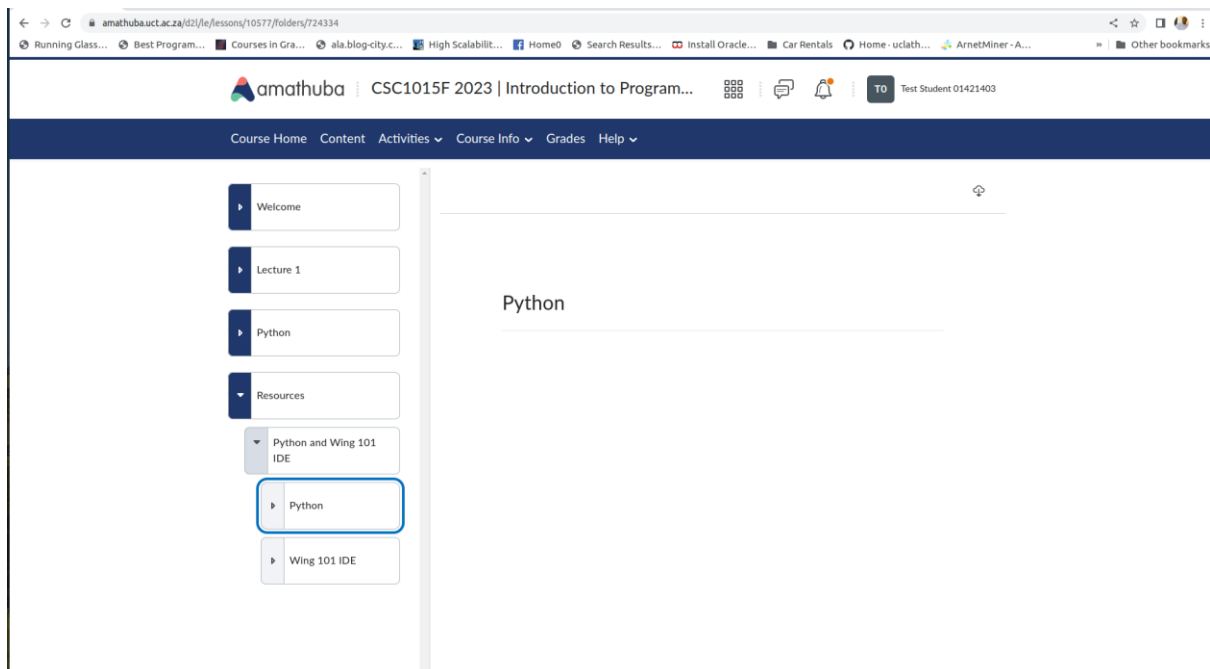 amathuba.uct.ac.za/d2l/le/lessons/10577/folders/724334
Running Glass... Best Program... Courses in Gra... ala.blog-city.c... High Scalabilit... Home0 Search Results... Install Oracle... Car Rentals Home · uclath... ArnetMiner - A... » Other bookmarks
amathuba CSC1015F 2023 | Introduction to Program... TO Test Student 01421403
Course Home Content Activities Course Info Grades Help
Welcome
Lecture 1
Python
Resources
Python and Wing 101
IDE
Python
Wing 101 IDE
Python